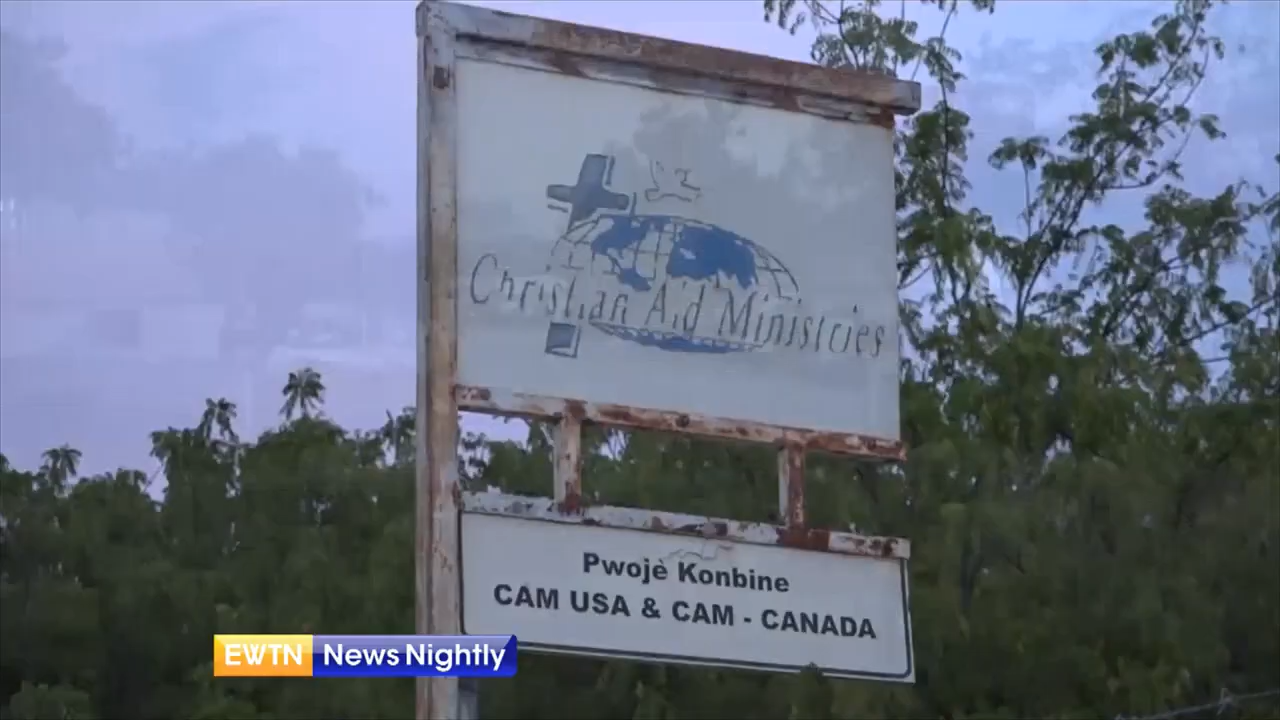 Christian Aid Ministries
Pwojè Konbine
CAM USA & CAM - CANADA
EWTN News Nightly